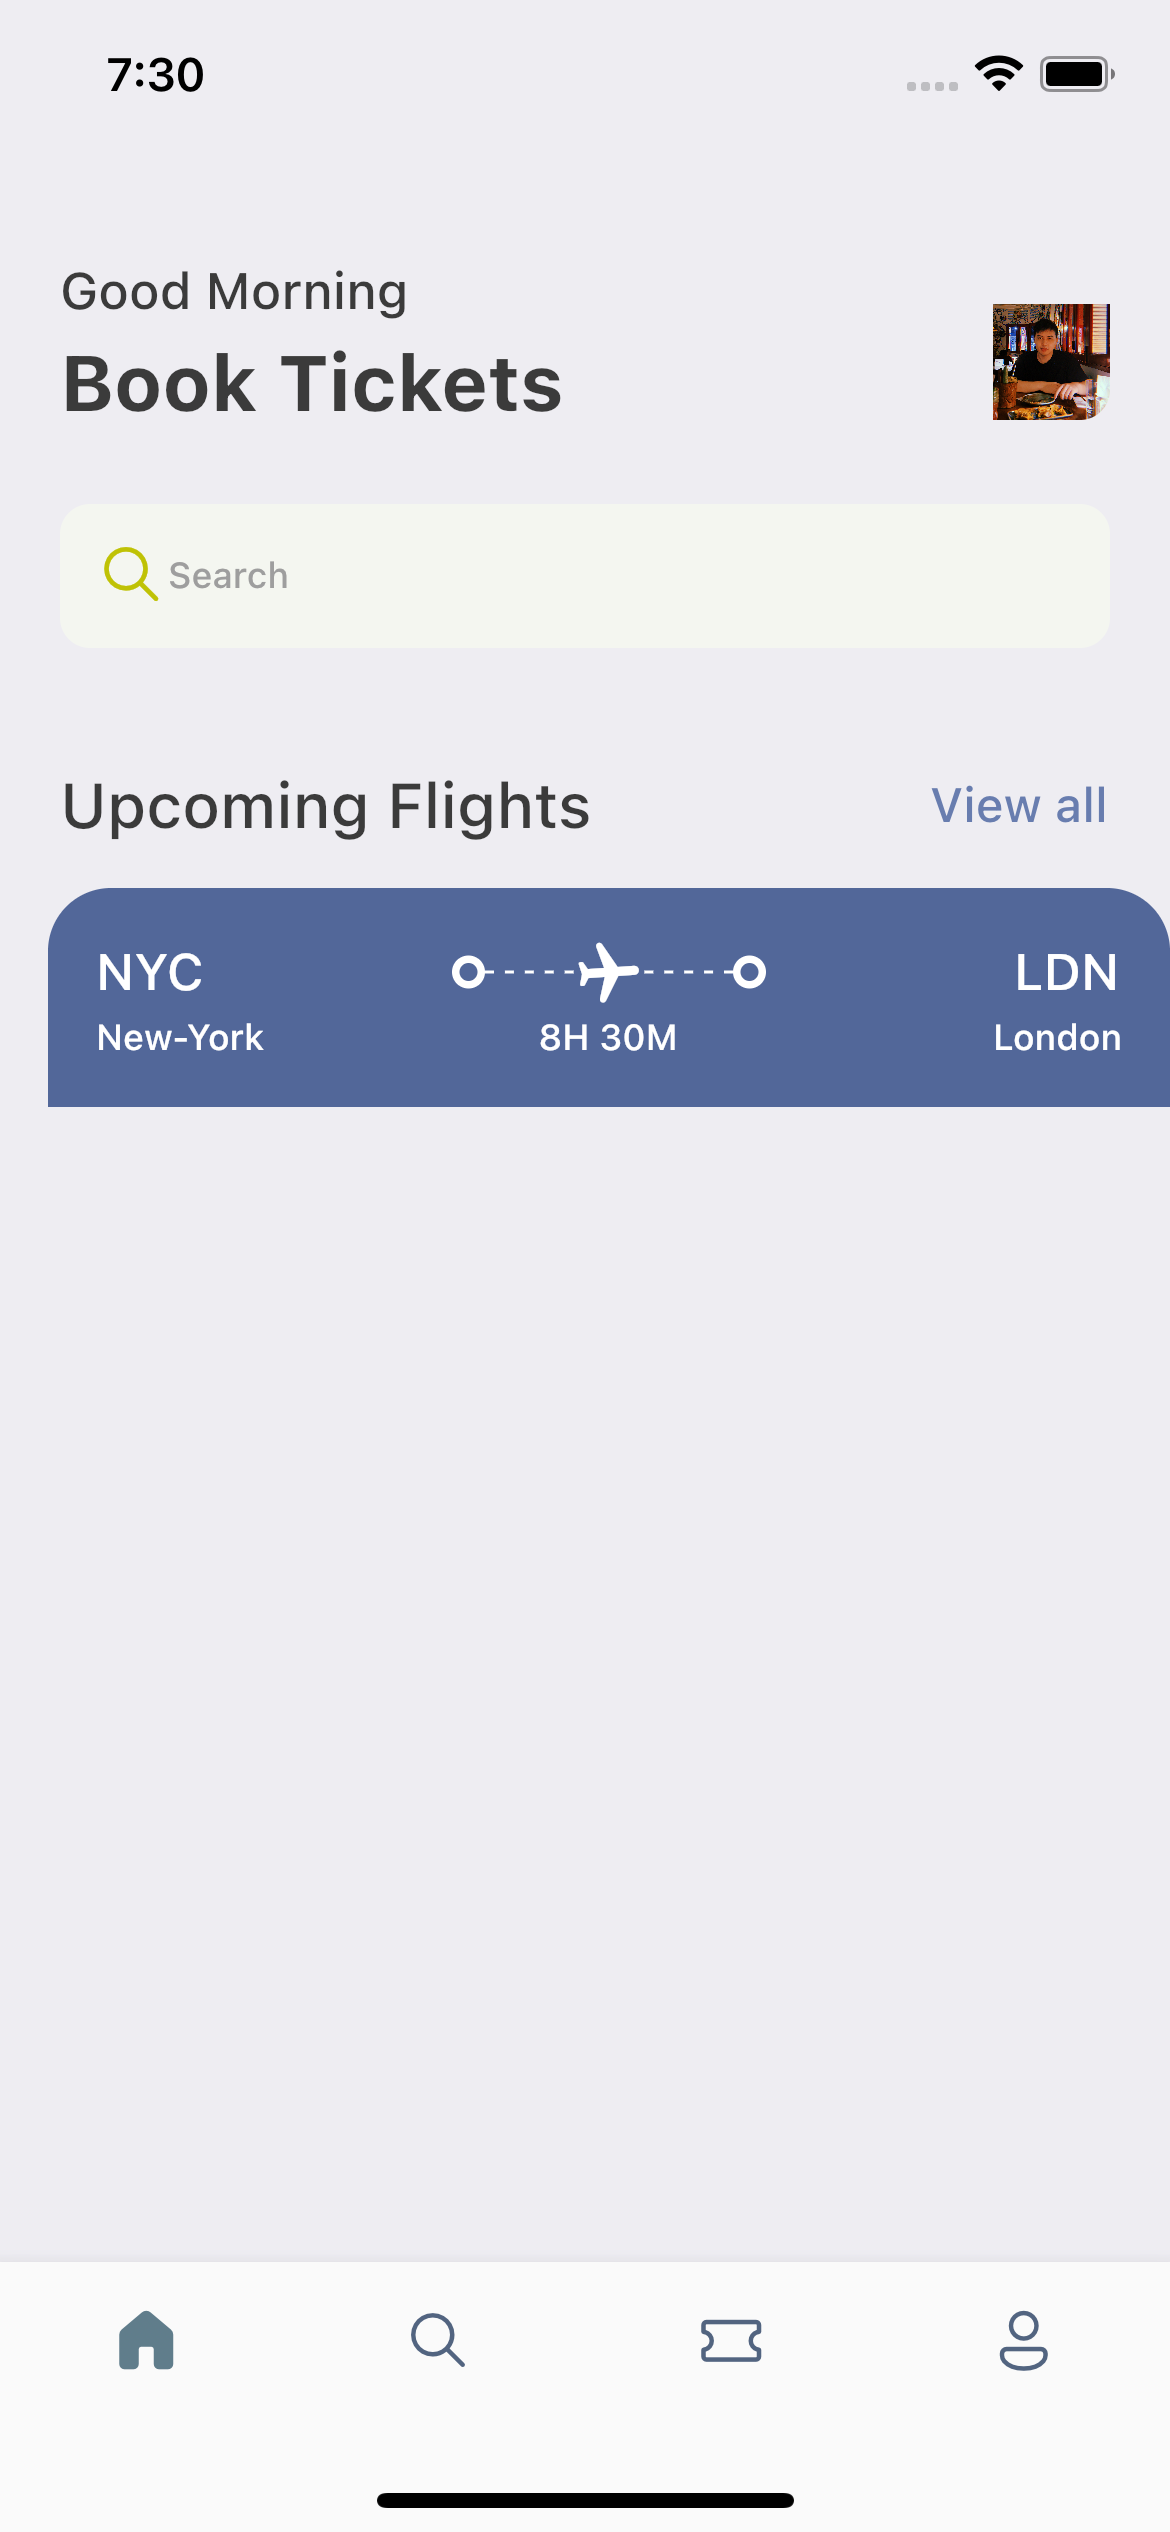 7:30
Good Morning
Book Tickets
Search
Upcoming Flights View all
NYC LDN
New-York 8H 30M London